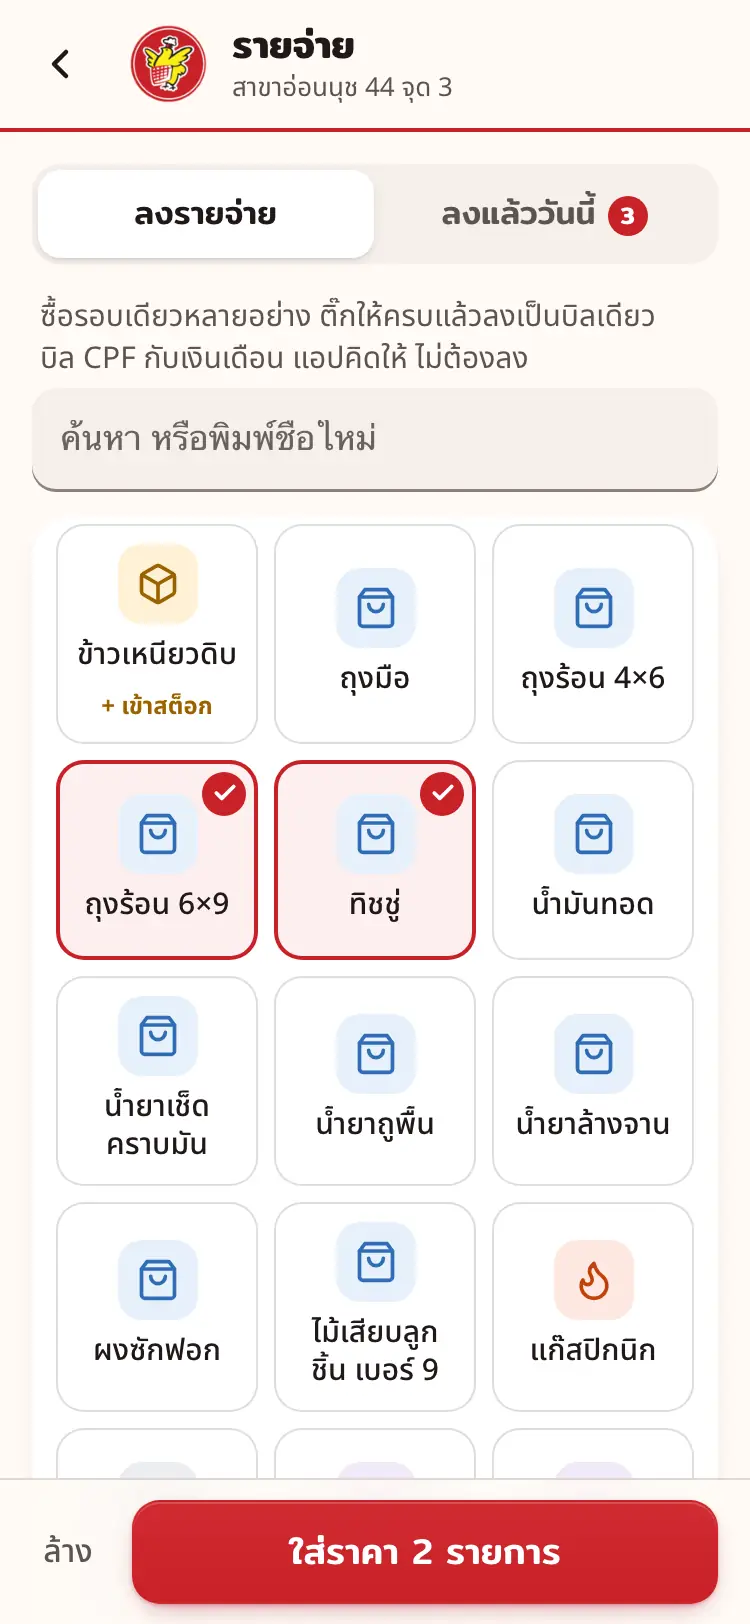 รายจ่าย
สาขาอ่อนนุช 44 จุด 3
ลงรายจ่าย
ลงแล้ววันนี้ 3
ซื้อรอบเดียวหลายอย่าง ติ๊กให้ครบแล้วลงเป็นบิลเดียว
บิล CPF กับเงินเดือน แอปคิดให้ ไม่ต้องลง
ค้นหา หรือพิมพ์ชื่อใหม่
ข้าวเหนียวดิบ
+ เข้าสต็อก
ถุงมือ
ถุงร้อน 4×6
ถุงร้อน 6×9
ทิชชู่
น้ำมันทอด
น้ำยาเช็ด
คราบมัน
น้ำยาถูพื้น
น้ำยาล้างจาน
ผงซักฟอก
ไม้เสียบลูก
ชิ้น เบอร์ 9
แก๊สปิกนิก
ล้าง
ใส่ราคา 2 รายการ